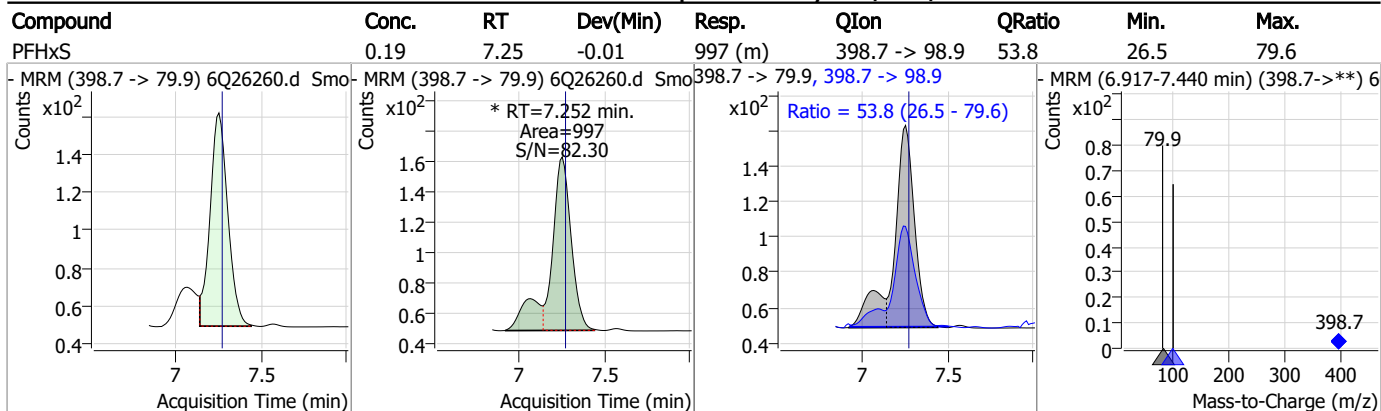 Compound Conc. RT Dev(Min) Resp. QIon QRatio Min. Max.
PFHxS 0.19 7.25 -0.01 997 (m) 398.7 -> 98.9 53.8 26.5 79.6
- MRM (398.7 -> 79.9) 6Q26260.d Smo
Counts
x10²
1.4
1.2
1
0.8
0.6
0.4
7 7.5
Acquisition Time (min)
- MRM (398.7 -> 79.9) 6Q26260.d Smo
Counts
x10²
* RT=7.252 min.
Area=997
S/N=82.30
1.6
1.4
1.2
1
0.8
0.6
0.4
7 7.5
Acquisition Time (min)
398.7 -> 79.9, 398.7 -> 98.9
x10²
Ratio = 53.8 (26.5 - 79.6)
1.4
1.2
1
0.8
0.6
0.4
7 7.5
Acquisition Time (min)
- MRM (6.917-7.440 min) (398.7->**) 6
Counts
x10²
79.9
0.8
0.7
0.6
0.5
0.4
0.3
0.2
0.1
0
398.7
100 200 300 400
Mass-to-Charge (m/z)